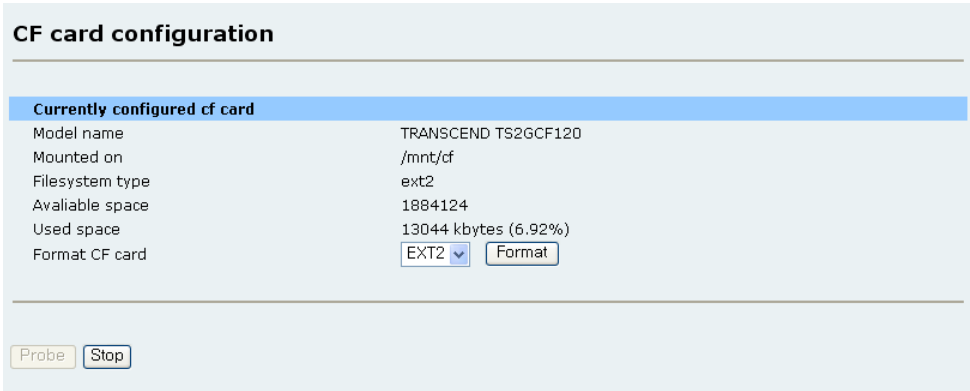 CF card configuration
Currently configured cf card
Model name TRANSCEND TS2GCF120
Mounted on /mnt/cf
Filesystem type ext2
Avaliable space 1884124
Used space 13044 kbytes (6.92%)
Format CF card EXT2 Format
Probe Stop